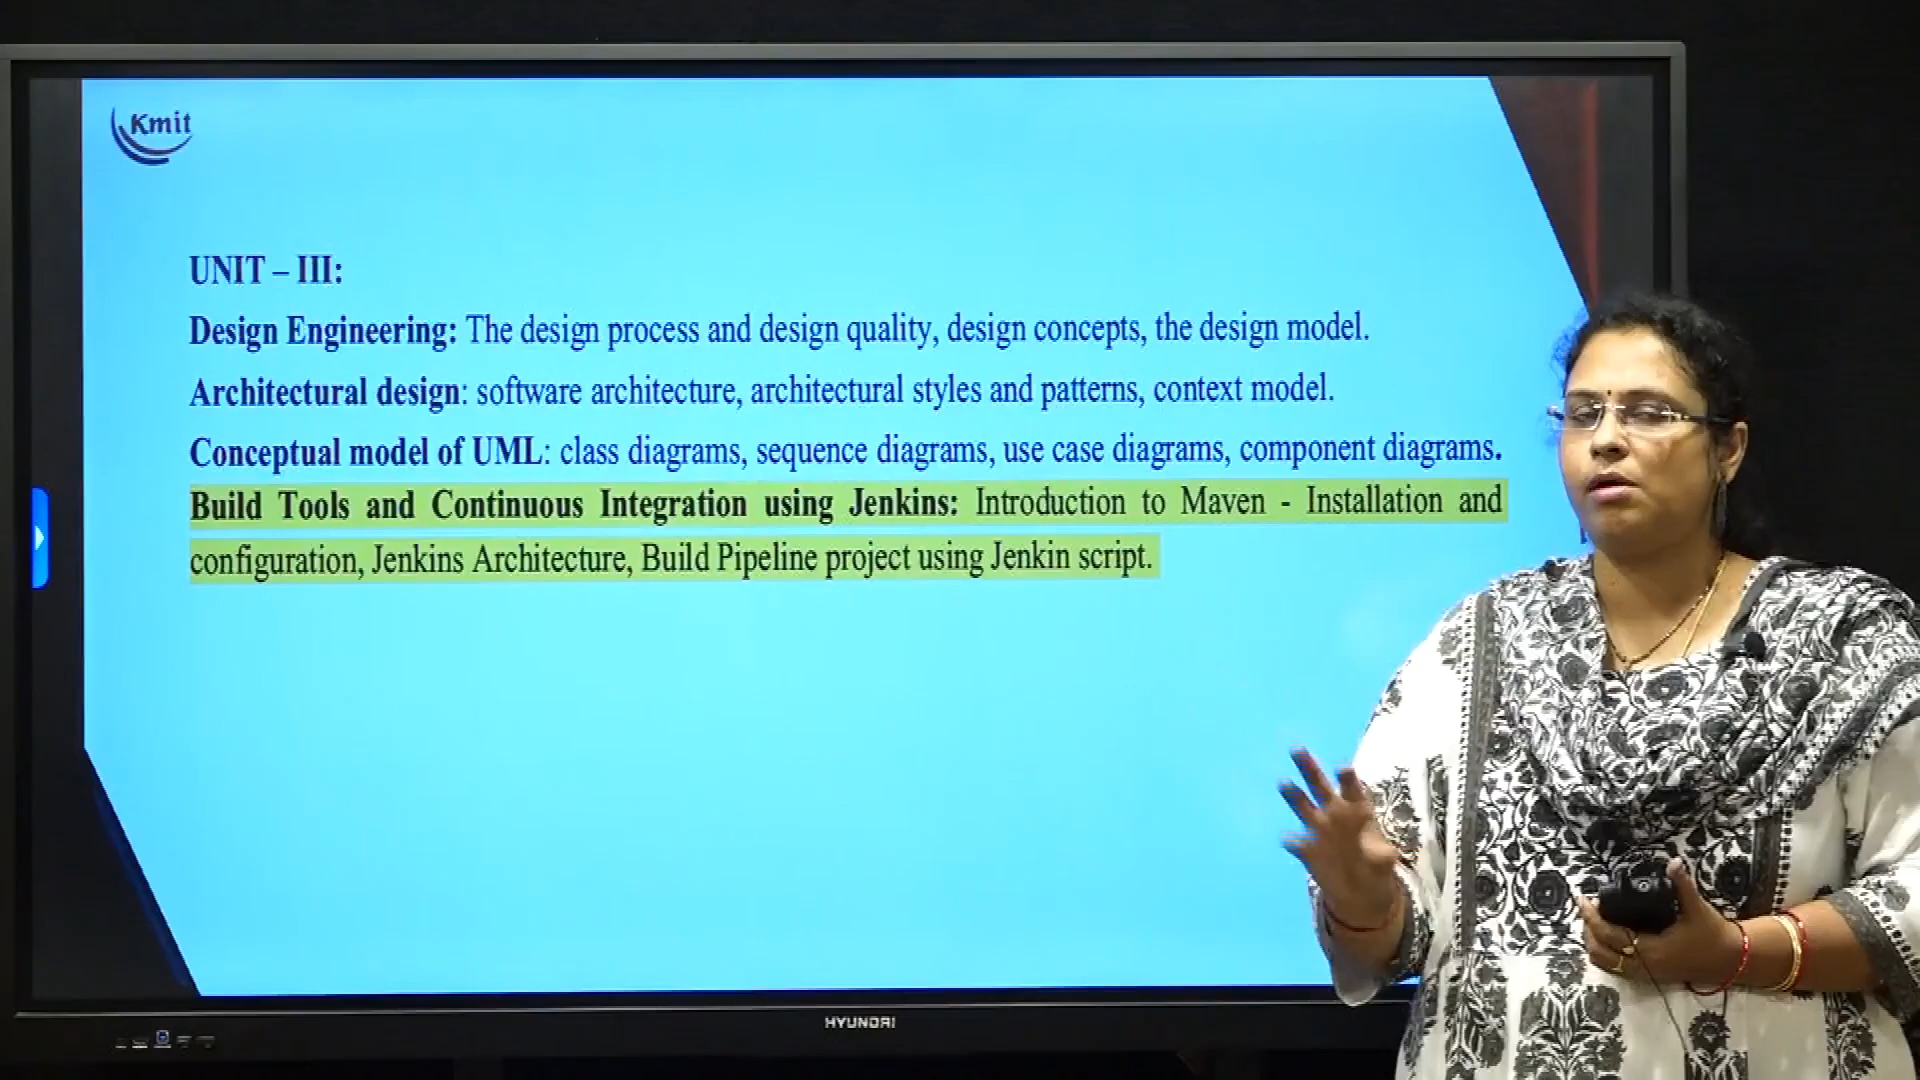 Kmit
UNIT – III:
Design Engineering: The design process and design quality, design concepts, the design model.
Architectural design: software architecture, architectural styles and patterns, context model.
Conceptual model of UML: class diagrams, sequence diagrams, use case diagrams, component diagrams.
Build Tools and Continuous Integration using Jenkins: Introduction to Maven - Installation and
configuration, Jenkins Architecture, Build Pipeline project using Jenkin script.
HYUNDAI